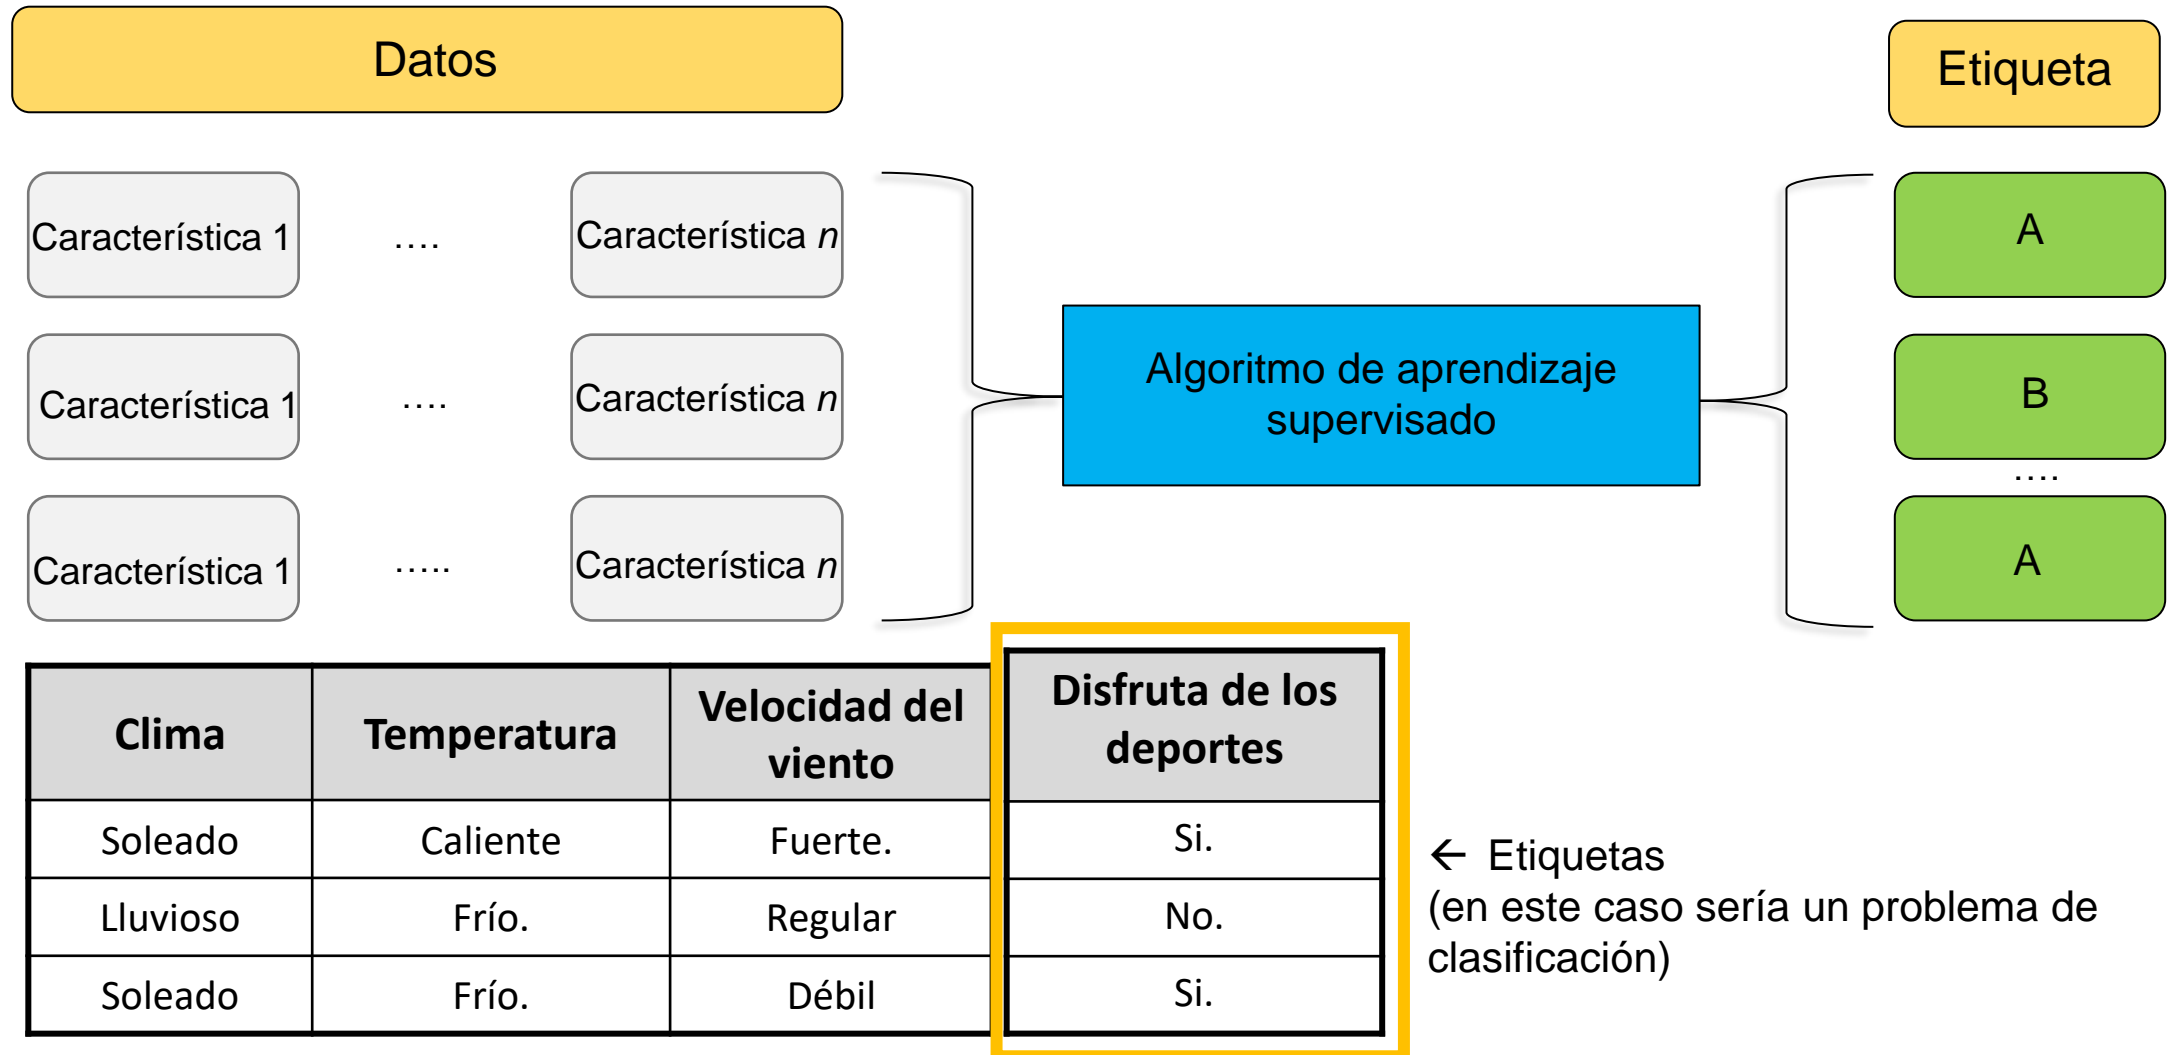 Datos
Etiqueta
Característica 1
....
Característica n
A
Característica 1
....
Característica n
B
....
Característica 1
.....
Característica n
A
Algoritmo de aprendizaje
supervisado
Clima
Temperatura
Velocidad del
viento
Disfruta de los
deportes
Soleado
Caliente
Fuerte.
Si.
Lluvioso
Frío.
Regular
No.
Soleado
Frío.
Débil
Si.
← Etiquetas
(en este caso sería un problema de
clasificación)